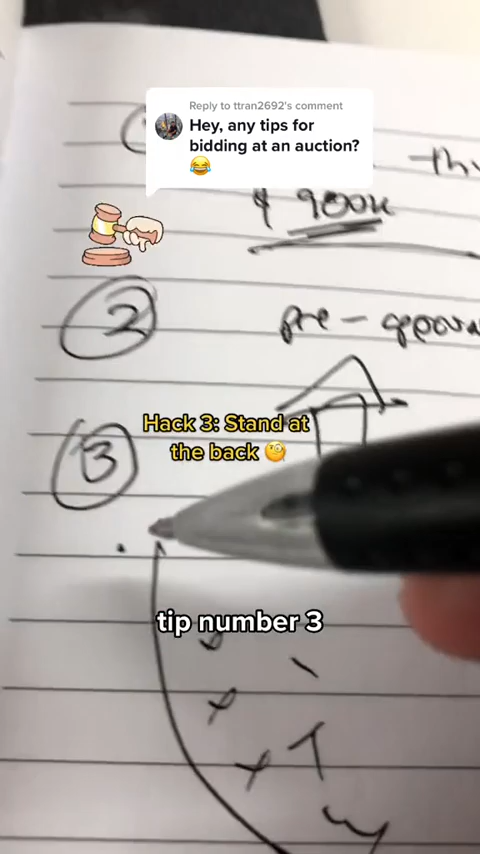 Reply to ttran2692's comment
Hey, any tips for
bidding at an auction?
😂
$ 900k
2
pre-
Hack 3: Stand at
the back 🧐
3
tip number 3